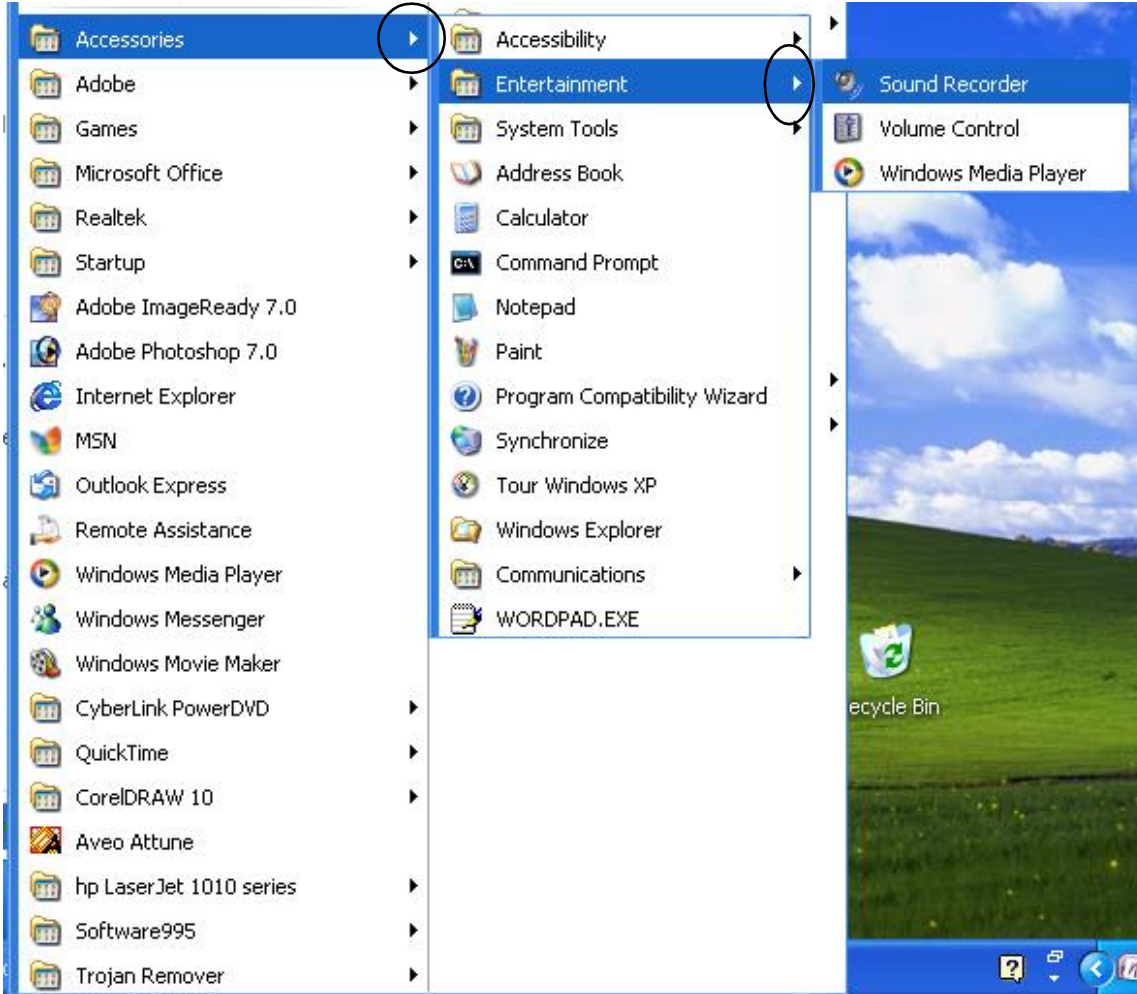 Accessories
Adobe
Games
Microsoft Office
Realtek
Startup
Adobe ImageReady 7.0
Adobe Photoshop 7.0
Internet Explorer
MSN
Outlook Express
Remote Assistance
Windows Media Player
Windows Messenger
Windows Movie Maker
CyberLink PowerDVD
QuickTime
CorelDRAW 10
Aveo Attune
hp LaserJet 1010 series
Software995
Trojan Remover
Accessibility
Entertainment
System Tools
Address Book
Calculator
Command Prompt
Notepad
Paint
Program Compatibility Wizard
Synchronize
Tour Windows XP
Windows Explorer
Communications
WORDPAD.EXE
Sound Recorder
Volume Control
Windows Media Player
ecycle Bin